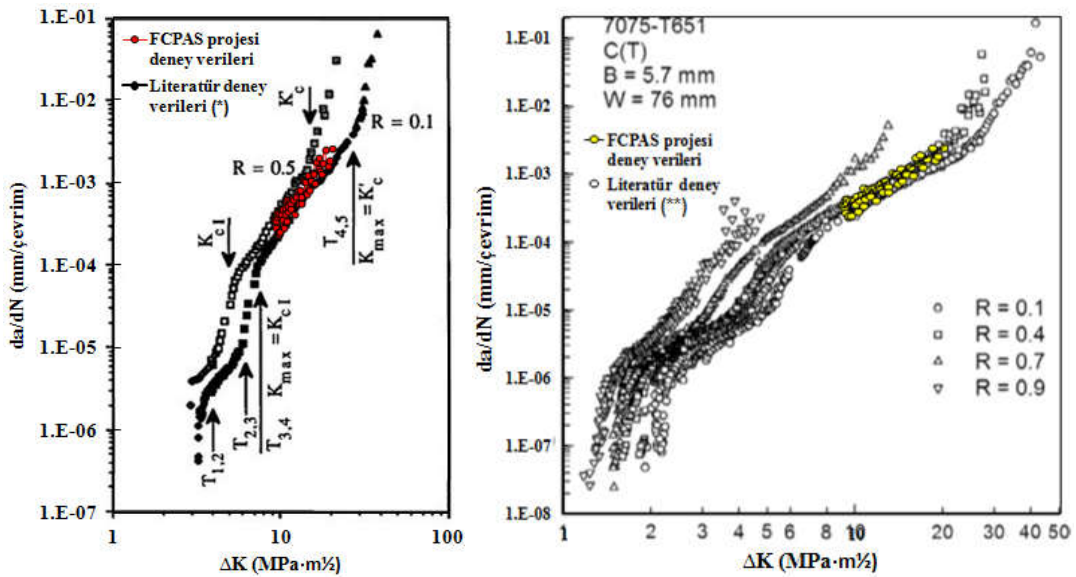 1.E-01
1.E-02
1.E-03
1.E-04
1.E-05
1.E-06
1.E-07
da/dN (mm/çevrim)
FCPAS projesi
deney verileri
Literatür deney
verileri (*)
K'c
R = 0.1
R = 0.5
Kc I
T4,5
Kmax = K'c
Kmax = Kc I
T1,2
T2,3
T3,4
1
10
100
ΔK (MPa·m½)
7075-T651
C(T)
B = 5.7 mm
W = 76 mm
FCPAS projesi
deney verileri
Literatür deney
verileri (**)
1.E-01
1.E-02
1.E-03
1.E-04
1.E-05
1.E-06
1.E-07
1.E-08
da/dN (mm/çevrim)
R = 0.1
R = 0.4
R = 0.7
R = 0.9
1 2 3 4 5 6 8 10 20 30 40 50
ΔK (MPa·m½)